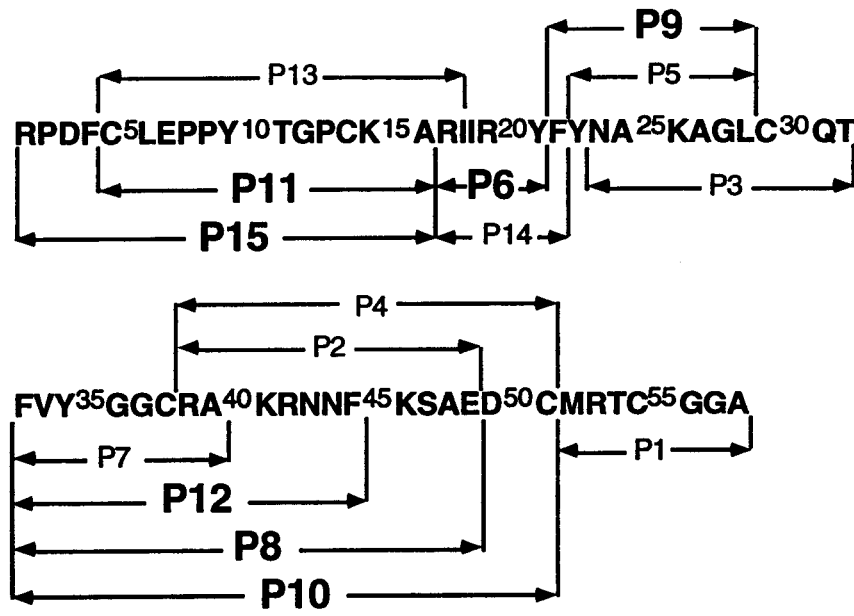 P9
P13 P5
RPDFC5LEPPY10TGPCK15ARIIR20YFYNA25KAGLC30QT
P11 P6 P3
P15 P14
P4
P2
FVY35GGCRA40KRNNF45KSAED50CMRTC55GGA
P7 P1
P12
P8
P10